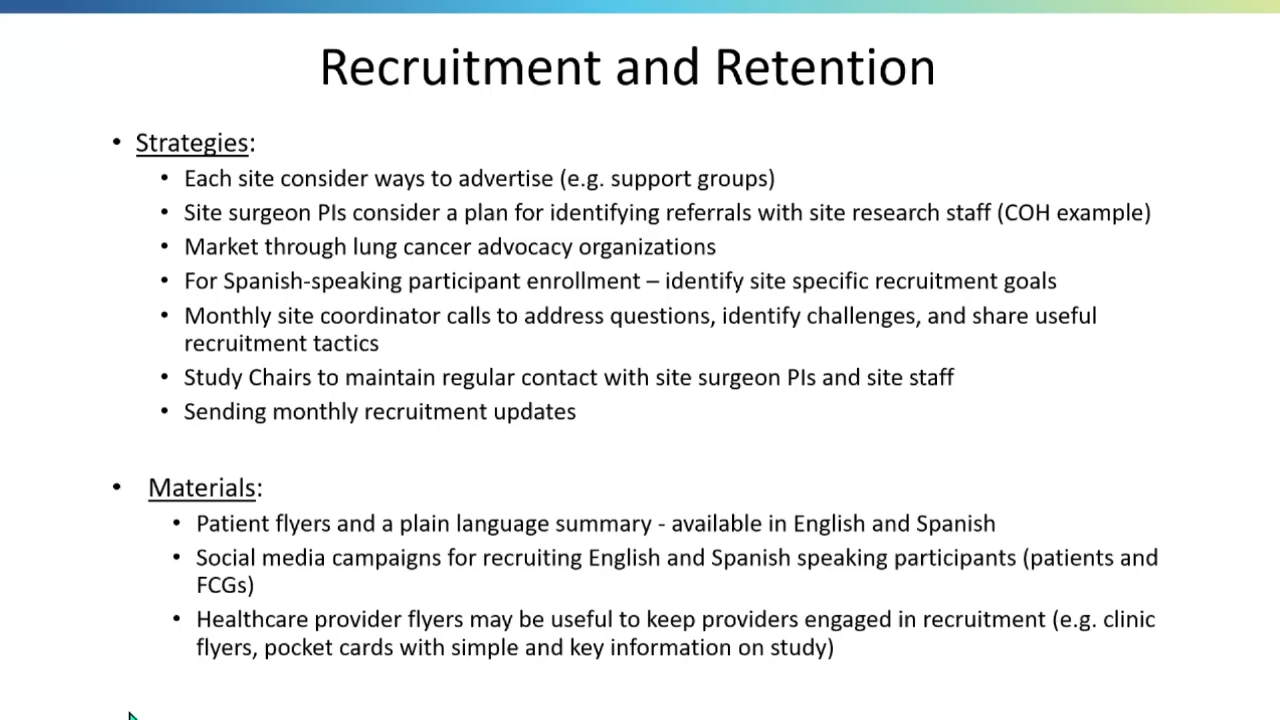 Recruitment and Retention
• Strategies:
• Each site consider ways to advertise (e.g. support groups)
• Site surgeon PIs consider a plan for identifying referrals with site research staff (COH example)
• Market through lung cancer advocacy organizations
• For Spanish-speaking participant enrollment – identify site specific recruitment goals
• Monthly site coordinator calls to address questions, identify challenges, and share useful
recruitment tactics
• Study Chairs to maintain regular contact with site surgeon PIs and site staff
• Sending monthly recruitment updates
• Materials:
• Patient flyers and a plain language summary - available in English and Spanish
• Social media campaigns for recruiting English and Spanish speaking participants (patients and
FCGs)
• Healthcare provider flyers may be useful to keep providers engaged in recruitment (e.g. clinic
flyers, pocket cards with simple and key information on study)